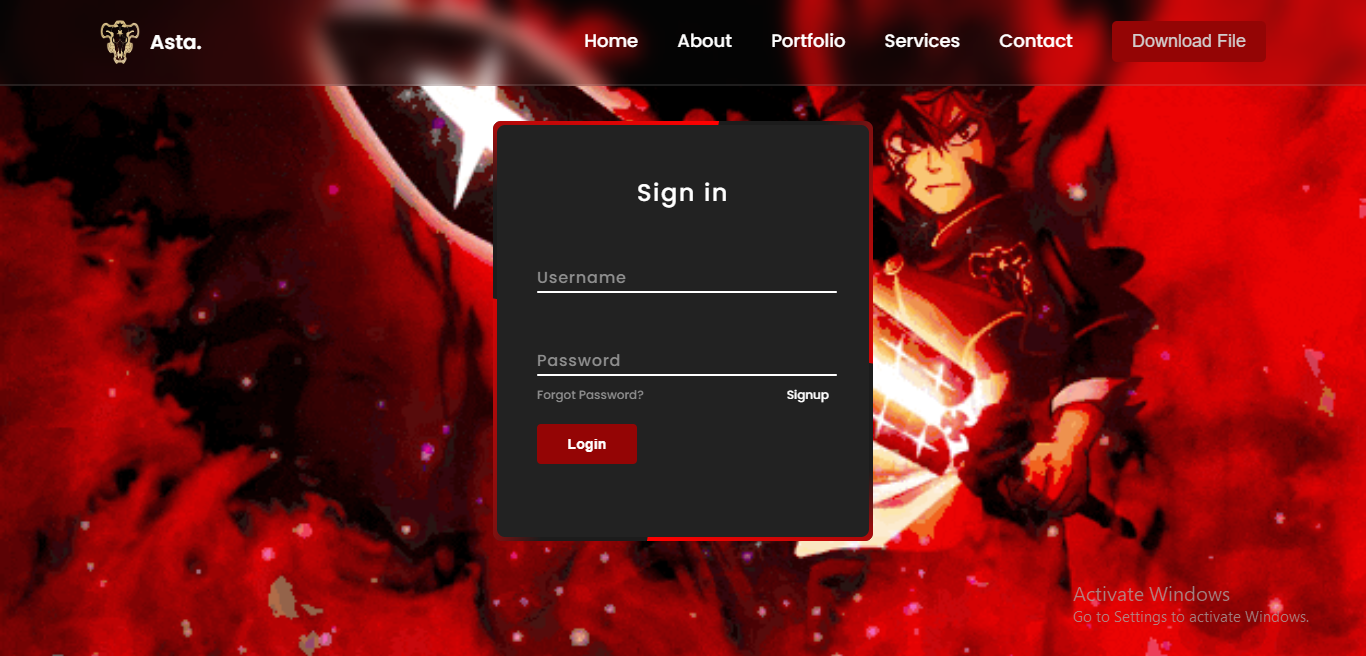 Asta.
Home About Portfolio Services Contact Download File
Sign in
Username
Password
Forgot Password? Signup
Login
Activate Windows
Go to Settings to activate Windows.